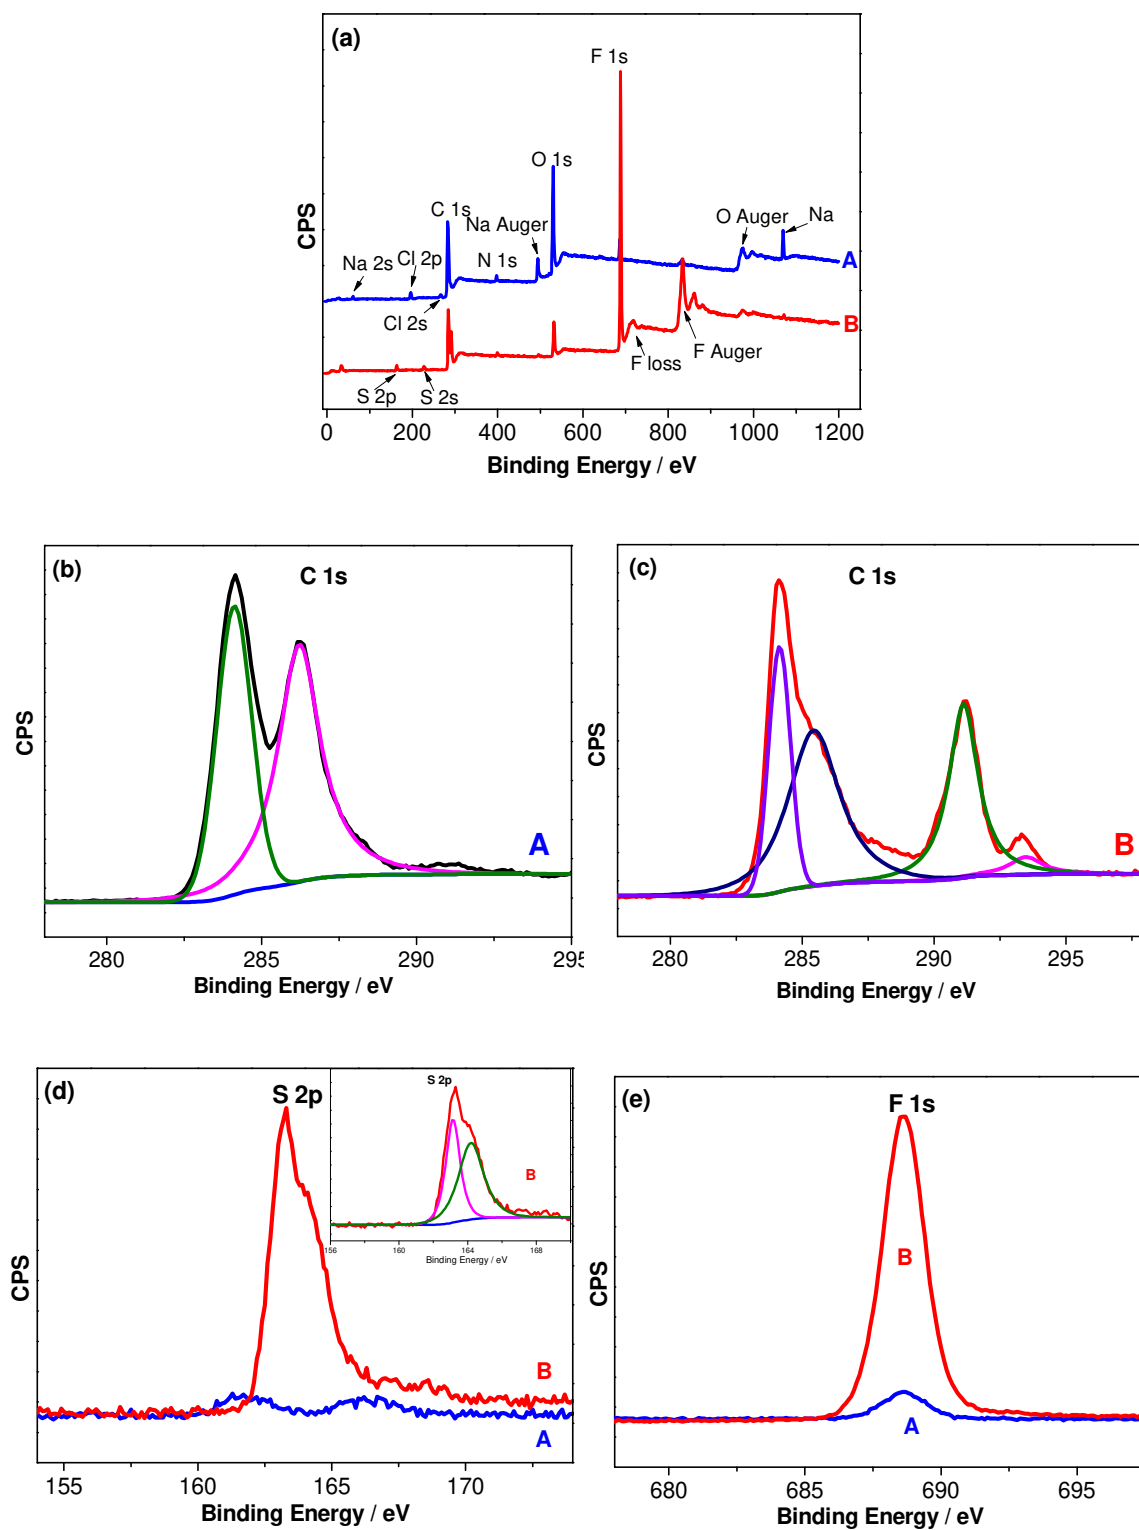 (a)
F 1s
O 1s
C 1s
Na Auger
O Auger
Na
Cl 2p
N 1s
Na 2s
A
Cl 2s
B
F Auger
F loss
S 2p
S 2s
CPS
0 200 400 600 800 1000 1200
Binding Energy / eV
(b)
C 1s
CPS
A
280 285 290 295
Binding Energy / eV
(c)
C 1s
CPS
B
280 285 290 295
Binding Energy / eV
(d)
S 2p
S 2p
B
156 160 164 168
Binding Energy / eV
CPS
B
A
155 160 165 170
Binding Energy / eV
(e)
F 1s
B
CPS
A
680 685 690 695
Binding Energy / eV